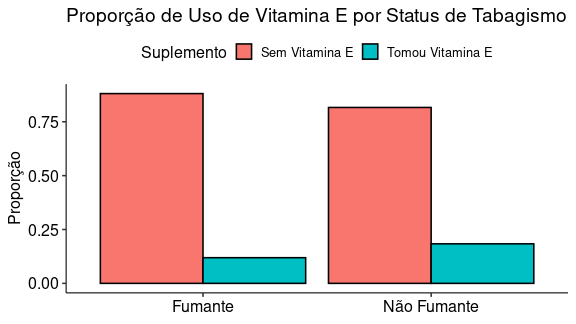 Proporção de Uso de Vitamina E por Status de Tabagismo
Suplemento Sem Vitamina E Tomou Vitamina E
Proporção
0.75
0.50
0.25
0.00
Fumante Não Fumante